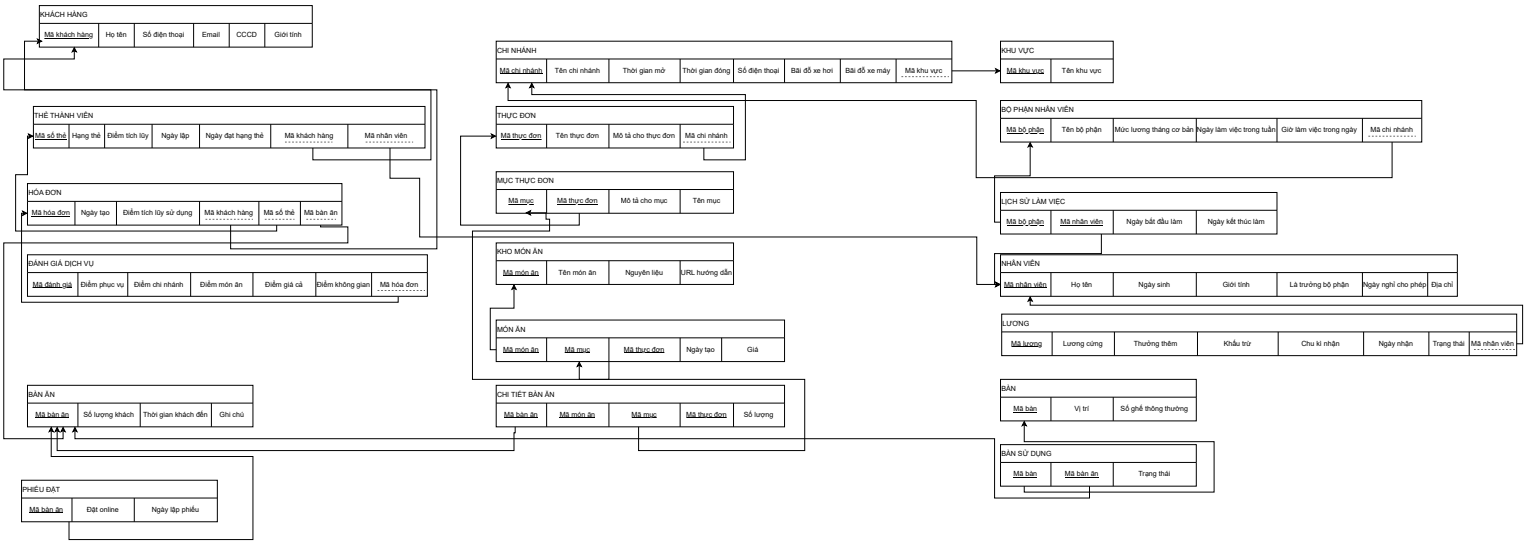 KHÁCH HÀNG
Mã khách hàng Họ tên Số điện thoại Email CCCD Giới tính
THẺ THÀNH VIÊN
Mã số thẻ Hạng thẻ Điểm tích lũy Ngày lập Ngày đạt hạng thẻ Mã khách hàng Mã nhân viên
HÓA ĐƠN
Mã hóa đơn Ngày tạo Điểm tích lũy sử dụng Mã khách hàng Mã số thẻ Mã bàn ăn
ĐÁNH GIÁ DỊCH VỤ
Mã đánh giá Điểm phục vụ Điểm chi nhánh Điểm món ăn Điểm giá cả Điểm không gian Mã hóa đơn
BÀN ĂN
Mã bàn ăn Số lượng khách Thời gian khách đến Ghi chú
PHIẾU ĐẶT
Mã bàn ăn Đặt online Ngày lập phiếu
CHI NHÁNH
Mã chi nhánh Tên chi nhánh Thời gian mở Thời gian đóng Số điện thoại Bãi đỗ xe hơi Bãi đỗ xe máy Mã khu vực
THỰC ĐƠN
Mã thực đơn Tên thực đơn Mô tả cho thực đơn Mã chi nhánh
MỤC THỰC ĐƠN
Mã mục Mã thực đơn Mô tả cho mục Tên mục
KHO MÓN ĂN
Mã món ăn Tên món ăn Nguyên liệu URL hướng dẫn
MÓN ĂN
Mã món ăn Mã mục Mã thực đơn Ngày tạo Giá
CHI TIẾT BÀN ĂN
Mã bàn ăn Mã món ăn Mã mục Mã thực đơn Số lượng
KHU VỰC
Mã khu vực Tên khu vực
BỘ PHẬN NHÂN VIÊN
Mã bộ phận Tên bộ phận Mức lương tháng cơ bản Ngày làm việc trong tuần Giờ làm việc trong ngày Mã chi nhánh
LỊCH SỬ LÀM VIỆC
Mã bộ phận Mã nhân viên Ngày bắt đầu làm Ngày kết thúc làm
NHÂN VIÊN
Mã nhân viên Họ tên Ngày sinh Giới tính Là trưởng bộ phận Ngày nghỉ cho phép Địa chỉ
LƯƠNG
Mã lương Lương cứng Thưởng thêm Khấu trừ Chu kì nhận Ngày nhận Trạng thái Mã nhân viên
BÀN
Mã bàn Vị trí Số ghế thông thường
BÀN SỬ DỤNG
Mã bàn Mã bàn ăn Trạng thái